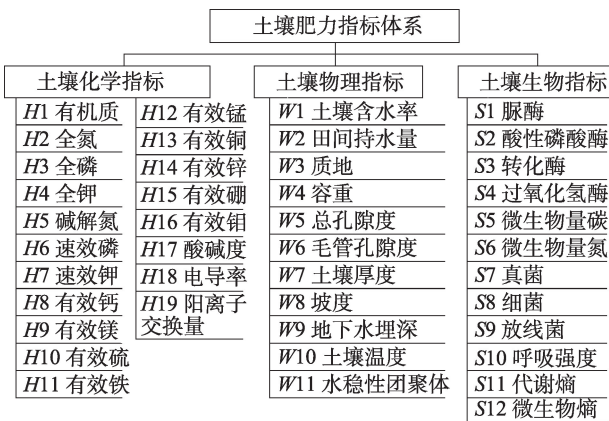 土壤肥力指标体系
土壤化学指标
H1 有机质
H2 全氮
H3 全磷
H4 全钾
H5 碱解氮
H6 速效磷
H7 速效钾
H8 有效钙
H9 有效镁
H10 有效硫
H11 有效铁
H12 有效锰
H13 有效铜
H14 有效锌
H15 有效硼
H16 有效钼
H17 酸碱度
H18 电导率
H19 阳离子
交换量
土壤物理指标
W1 土壤含水率
W2 田间持水量
W3 质地
W4 容重
W5 总孔隙度
W6 毛管孔隙度
W7 土壤厚度
W8 坡度
W9 地下水埋深
W10 土壤温度
W11 水稳性团聚体
土壤生物指标
S1 脲酶
S2 酸性磷酸酶
S3 转化酶
S4 过氧化氢酶
S5 微生物量碳
S6 微生物量氮
S7 真菌
S8 细菌
S9 放线菌
S10 呼吸强度
S11 代谢熵
S12 微生物熵